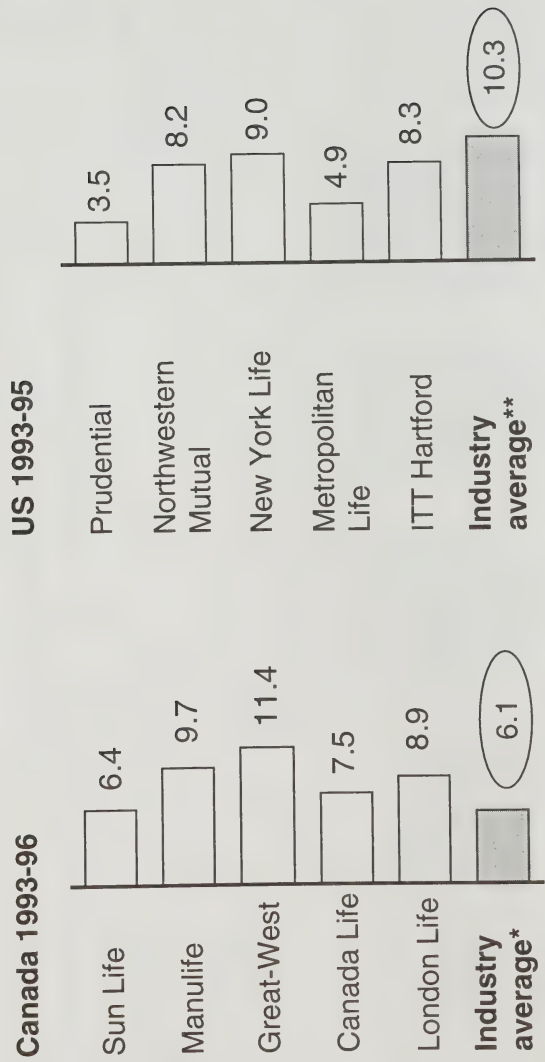 Canada 1993-96
Sun Life 6.4
Manulife 9.7
Great-West 11.4
Canada Life 7.5
London Life 8.9
Industry
average* 6.1
US 1993-95
Prudential 3.5
Northwestern
Mutual 8.2
New York Life 9.0
Metropolitan
Life 4.9
ITT Hartford 8.3
Industry
average** 10.3